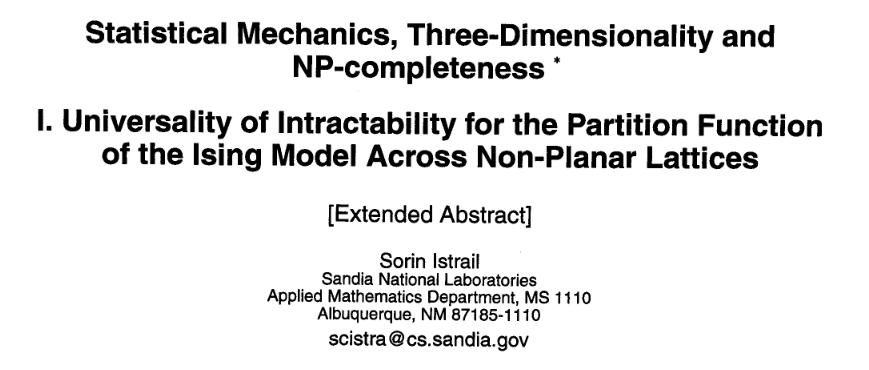 Statistical Mechanics, Three-Dimensionality and
NP-completeness *
I. Universality of Intractability for the Partition Function
of the Ising Model Across Non-Planar Lattices
[Extended Abstract]
Sorin Istrail
Sandia National Laboratories
Applied Mathematics Department, MS 1110
Albuquerque, NM 87185-1110
scistra@cs.sandia.gov